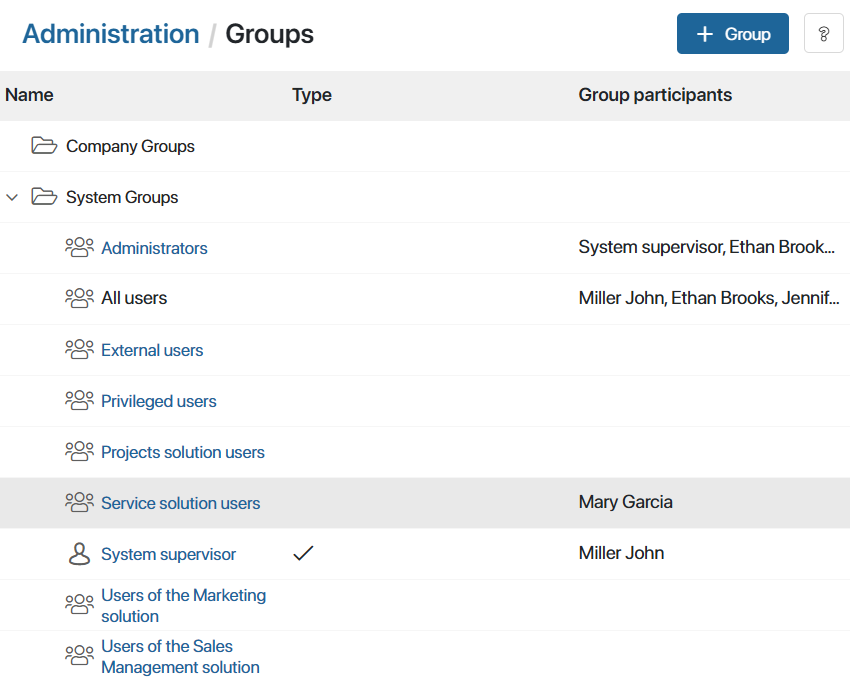 Administration / Groups
+ Group
?
Name Type Group participants
Company Groups
System Groups
Administrators System supervisor, Ethan Brook...
All users Miller John, Ethan Brooks, Jennif...
External users
Privileged users
Projects solution users
Service solution users Mary Garcia
System supervisor Miller John
Users of the Marketing
solution
Users of the Sales
Management solution